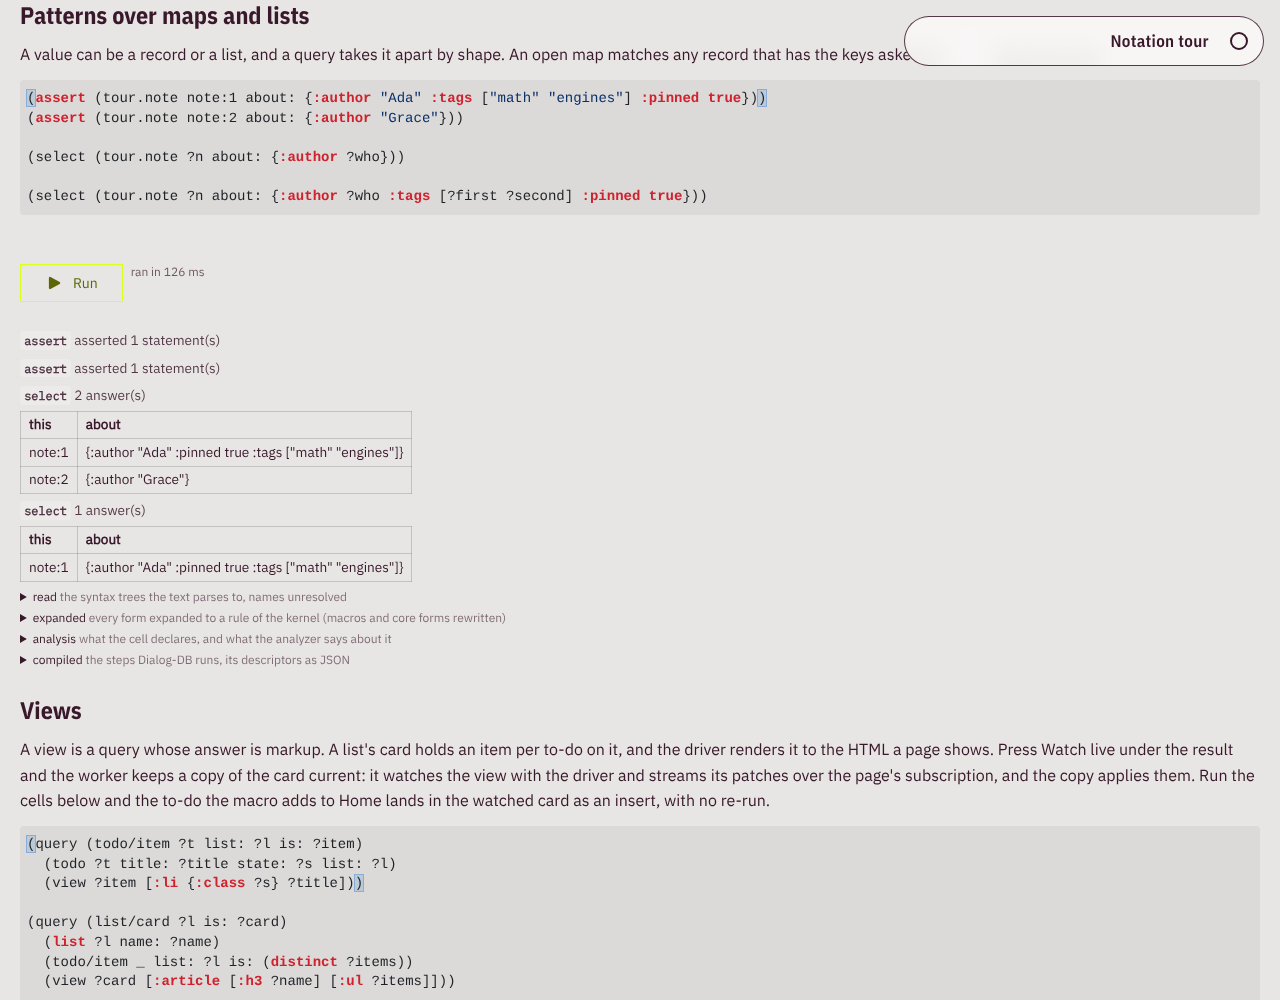 Patterns over maps and lists
Notation tour
A value can be a record or a list, and a query takes it apart by shape. An open map matches any record that has the keys
(assert (tour.note note:1 about: {:author "Ada" :tags ["math" "engines"] :pinned true}))
(assert (tour.note note:2 about: {:author "Grace"}))
(select (tour.note ?n about: {:author ?who}))
(select (tour.note ?n about: {:author ?who :tags [?first ?second] :pinned true}))
Run
ran in 126 ms
assert asserted 1 statement(s)
assert asserted 1 statement(s)
select 2 answer(s)
this about
note:1 {:author "Ada" :pinned true :tags ["math" "engines"]}
note:2 {:author "Grace"}
select 1 answer(s)
this about
note:1 {:author "Ada" :pinned true :tags ["math" "engines"]}
read the syntax trees the text parses to, names unresolved
expanded every form expanded to a rule of the kernel (macros and core forms rewritten)
analysis what the cell declares, and what the analyzer says about it
compiled the steps Dialog-DB runs, its descriptors as JSON
Views
A view is a query whose answer is markup. A list's card holds an item per to-do on it, and the driver renders it to the HTML a page shows. Press Watch live under the result
and the worker keeps a copy of the card current: it watches the view with the driver and streams its patches over the page's subscription, and the copy applies them. Run the
cells below and the to-do the macro adds to Home lands in the watched card as an insert, with no re-run.
(query (todo/item ?t list: ?l is: ?item)
(todo ?t title: ?title state: ?s list: ?l)
(view ?item [:li {:class ?s} ?title]))
(query (list/card ?l is: ?card)
(list ?l name: ?name)
(todo/item _ list: ?l is: (distinct ?items))
(view ?card [:article [:h3 ?name] [:ul ?items]]))